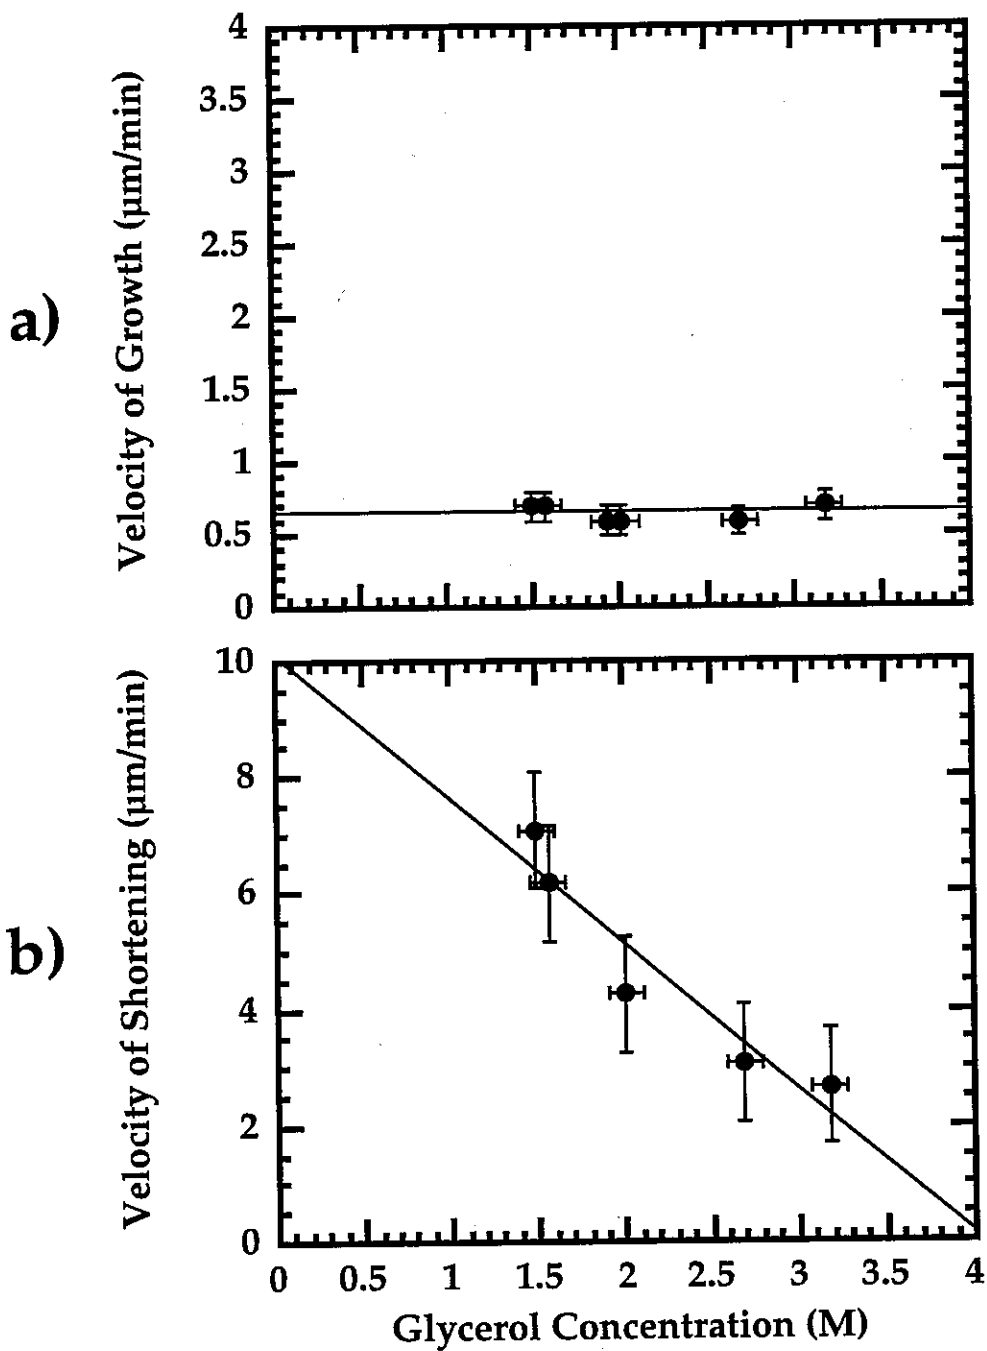 a)
Velocity of Growth (μm/min)
4
3.5
3
2.5
2
1.5
1
0.5
0
b)
Velocity of Shortening (μm/min)
10
8
6
4
2
0
0 0.5 1 1.5 2 2.5 3 3.5 4
Glycerol Concentration (M)